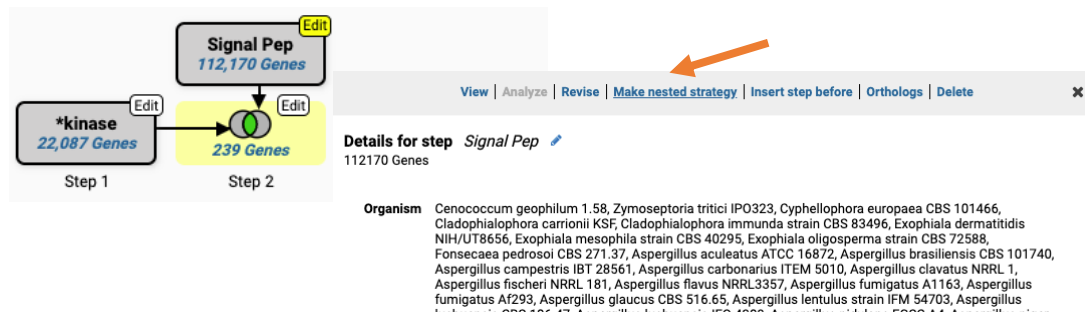 Edit
Signal Pep
112,170 Genes
View | Analyze | Revise | Make nested strategy | Insert step before | Orthologs | Delete
Edit
Edit
*kinase
22,087 Genes
239 Genes
Step 1
Step 2
Details for step Signal Pep
112170 Genes
Organism Cenococcum geophilum 1.58, Zymoseptoria tritici IPO323, Cyphellophora europaea CBS 101466,
Cladophialophora carrionii KSF, Cladophialophora immunda strain CBS 83496, Exophiala dermatitidis
NIH/UT8656, Exophiala mesophila strain CBS 40295, Exophiala oligosperma strain CBS 72588,
Fonsecaea pedrosoi CBS 271.37, Aspergillus aculeatus ATCC 16872, Aspergillus brasiliensis CBS 101740,
Aspergillus campestris IBT 28561, Aspergillus carbonarius ITEM 5010, Aspergillus clavatus NRRL 1,
Aspergillus fischeri NRRL 181, Aspergillus flavus NRRL3357, Aspergillus fumigatus A1163, Aspergillus
fumigatus Af293, Aspergillus glaucus CBS 516.65, Aspergillus lentulus strain IFM 54703, Aspergillus